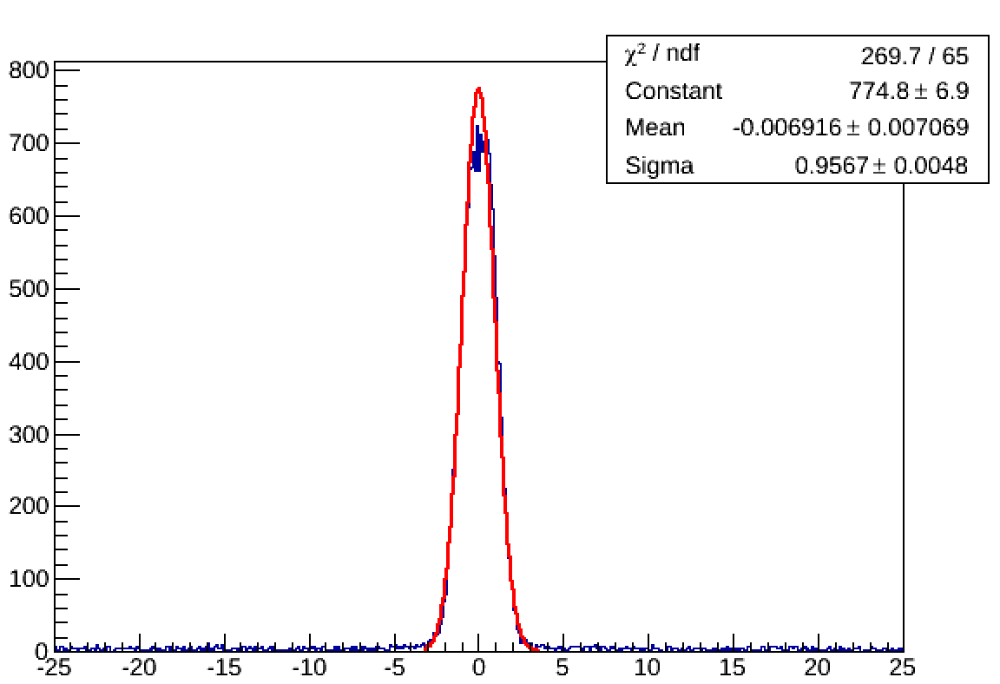 χ² / ndf 269.7 / 65
Constant 774.8 ± 6.9
Mean -0.006916 ± 0.007069
Sigma 0.9567 ± 0.0048
800
700
600
500
400
300
200
100
0
-25 -20 -15 -10 -5 0 5 10 15 20 25